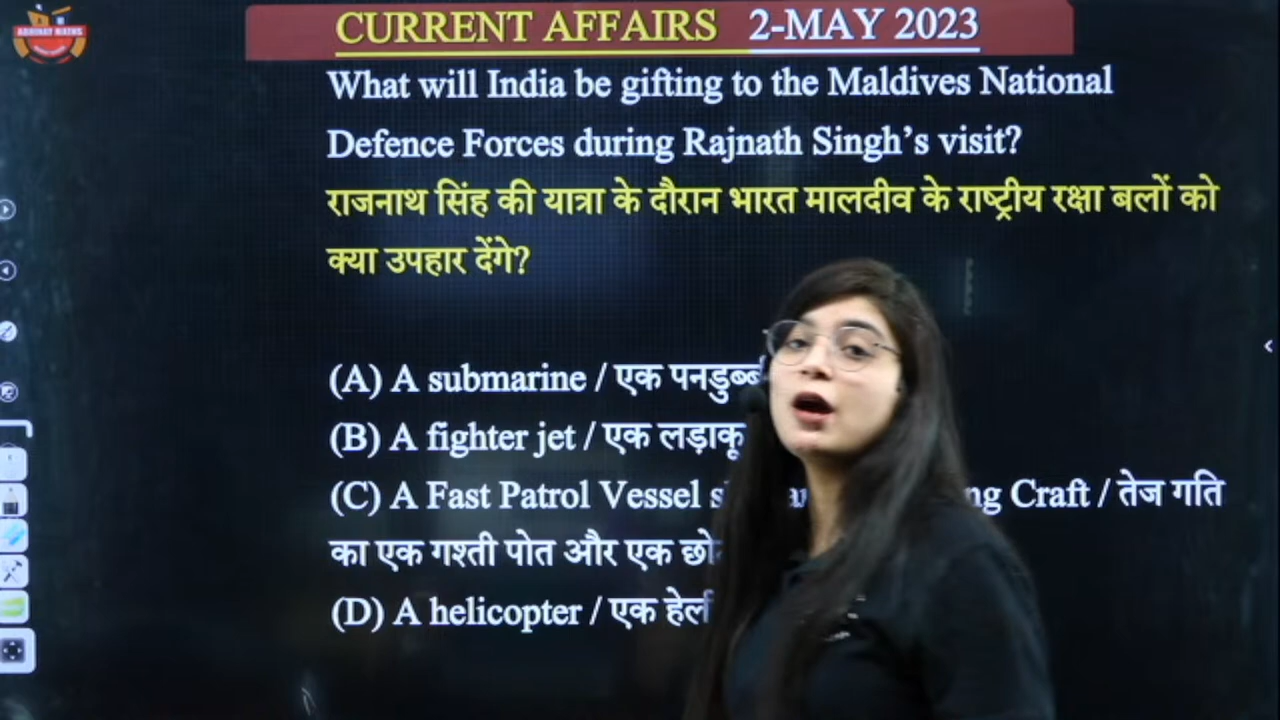 ABHINAY MATHS
CURRENT AFFAIRS 2-MAY 2023
What will India be gifting to the Maldives National
Defence Forces during Rajnath Singh’s visit?
राजनाथ सिंह की यात्रा के दौरान भारत मालदीव के राष्ट्रीय रक्षा बलों को
क्या उपहार देंगे?
(A) A submarine / एक
(B) A fighter jet / एक लड़ाकू
(C) A Fast Patrol Vessel Craft / तेज गति
का एक गश्ती पोत और एक
(D) A helicopter / एक